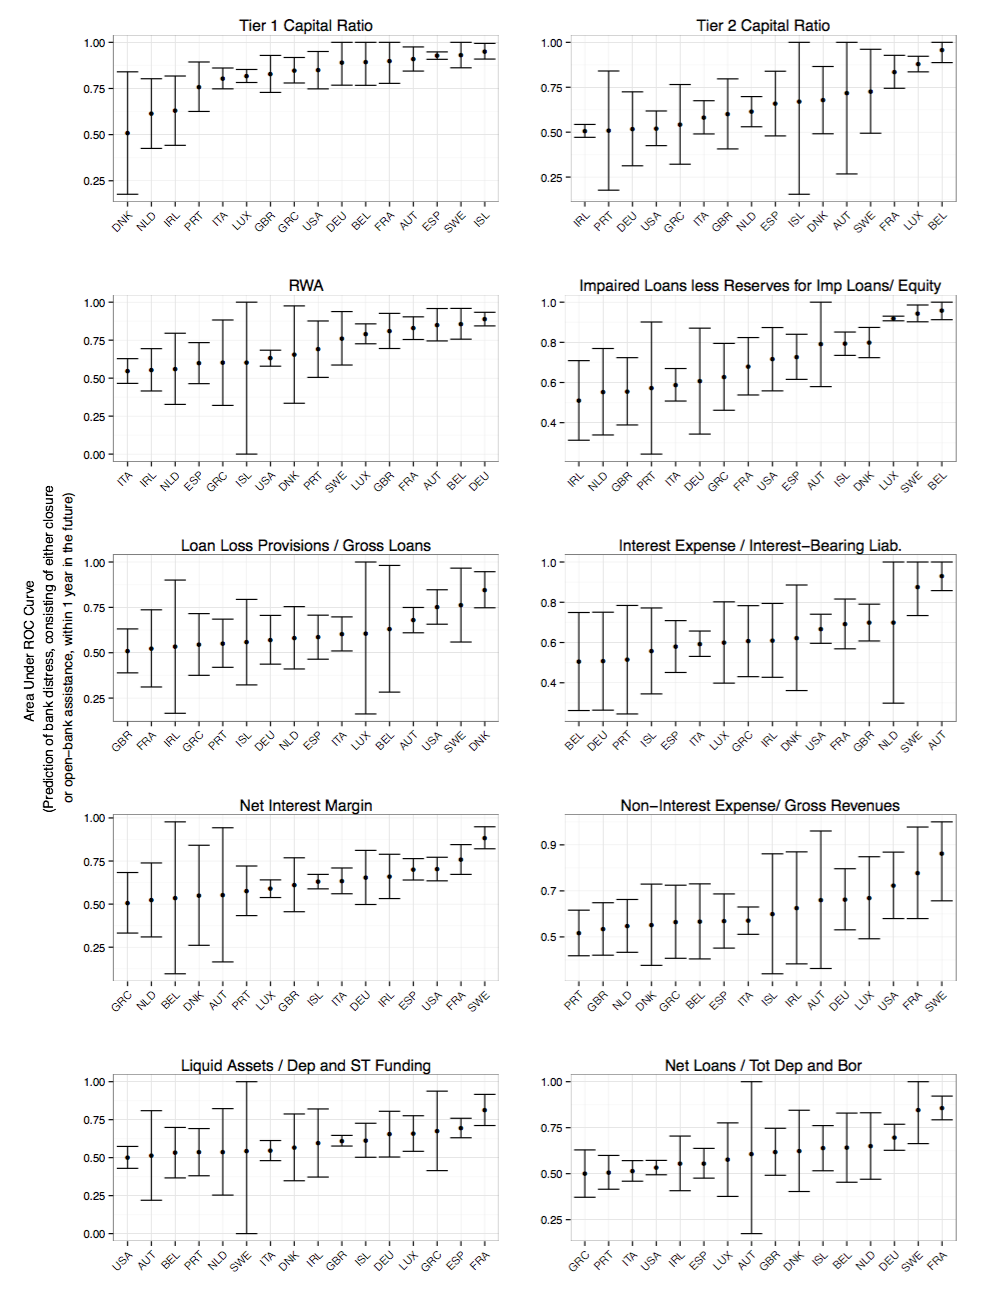 Tier 1 Capital Ratio
1.00
0.75
0.50
0.25
DNK NLD IRL PRT ITA LUX GBR GRC USA DEU BEL FRA AUT ESP SWE ISL
Tier 2 Capital Ratio
1.00
0.75
0.50
0.25
IRL PRT DEU USA GRC ITA GBR NLD ESP ISL DNK AUT SWE FRA LUX BEL
RWA
1.00
0.75
0.50
0.25
0.00
ITA IRL NLD ESP GRC ISL USA DNK PRT SWE LUX GBR FRA AUT BEL DEU
Impaired Loans less Reserves for Imp Loans/ Equity
1.0
0.8
0.6
0.4
IRL NLD GBR PRT ITA DEU GRC FRA USA ESP AUT ISL DNK LUX SWE BEL
Area Under ROC Curve
(Prediction of bank distress, consisting of either closure
or open−bank assistance, within 1 year in the future)
Loan Loss Provisions / Gross Loans
1.00
0.75
0.50
0.25
GBR FRA IRL GRC PRT ISL DEU NLD ESP ITA LUX BEL AUT USA SWE DNK
Interest Expense / Interest−Bearing Liab.
1.0
0.8
0.6
0.4
BEL DEU PRT ISL ESP ITA LUX GRC IRL DNK USA FRA GBR NLD SWE AUT
Net Interest Margin
1.00
0.75
0.50
0.25
GRC NLD BEL DNK AUT PRT LUX GBR ISL ITA DEU IRL ESP USA FRA SWE
Non−Interest Expense/ Gross Revenues
0.9
0.7
0.5
PRT GBR NLD DNK GRC BEL ESP ITA ISL IRL AUT DEU LUX USA FRA SWE
Liquid Assets / Dep and ST Funding
1.00
0.75
0.50
0.25
0.00
USA AUT BEL PRT NLD SWE ITA DNK IRL GBR ISL DEU LUX GRC ESP FRA
Net Loans / Tot Dep and Bor
1.00
0.75
0.50
0.25
GRC PRT ITA USA IRL ESP LUX AUT GBR DNK ISL BEL NLD DEU SWE FRA